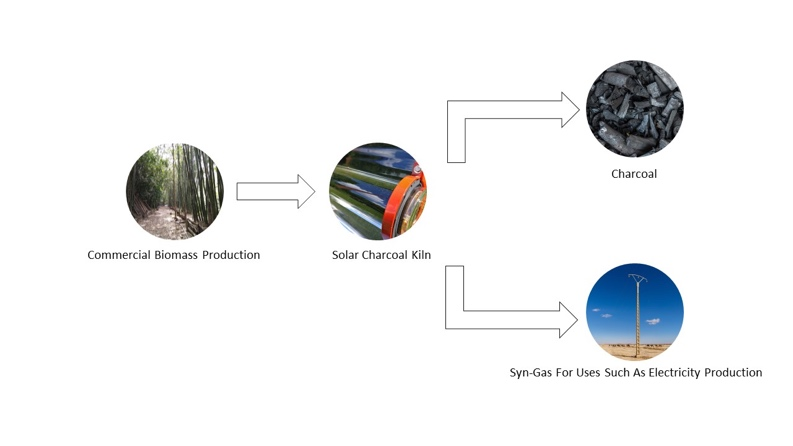 Commercial Biomass Production
Solar Charcoal Kiln
Charcoal
Syn-Gas For Uses Such As Electricity Production